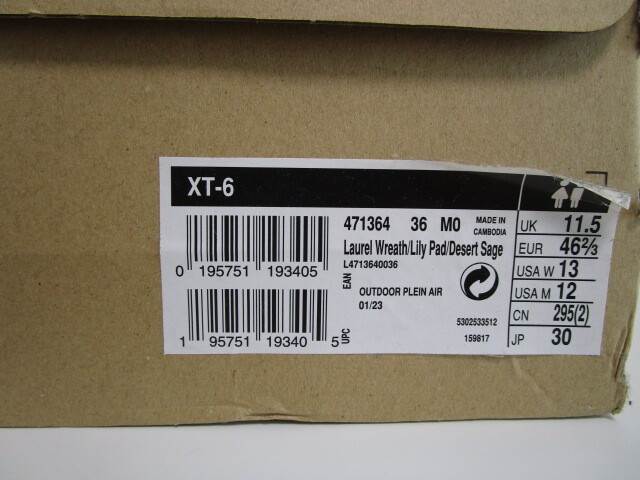 XT-6
0 195751 193405
EAN
1 95751 19340 5
UPC
471364 36 M0
MADE IN
CAMBODIA
Laurel Wreath/Lily Pad/Desert Sage
L4713640036
OUTDOOR PLEIN AIR
01/23
5302533512
159817
UK 11.5
EUR 46⅔
USA W 13
USA M 12
CN 295(2)
JP 30